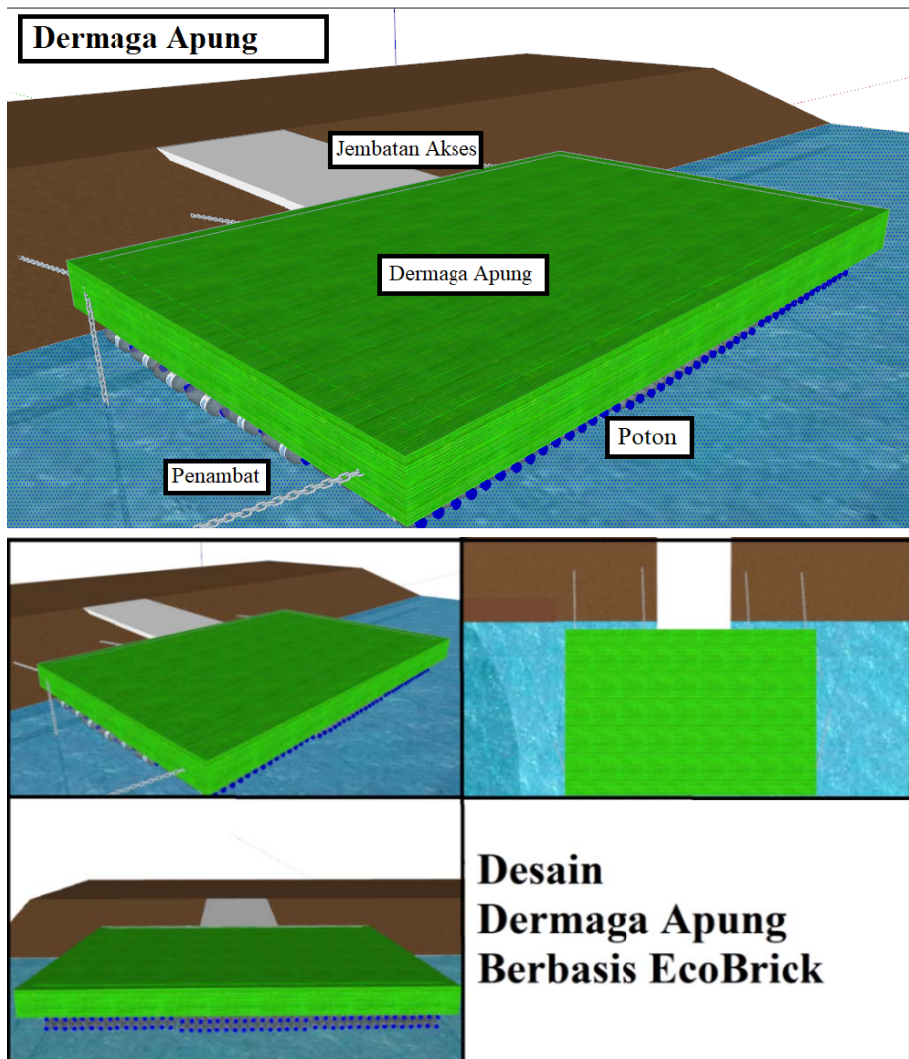 Dermaga Apung
Jembatan Akses
Dermaga Apung
Poton
Penambat
Desain
Dermaga Apung
Berbasis EcoBrick